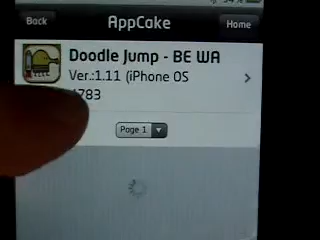 Back
AppCake
Home
Doodle Jump - BE WA
Ver.:1.11 (iPhone OS
4783
Page 1